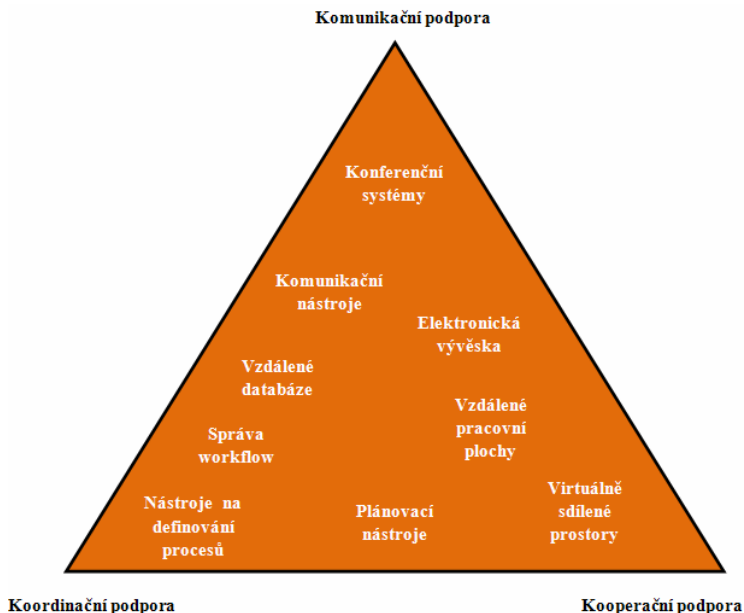 Komunikační podpora
Konferenční
systémy
Komunikační
nástroje
Elektronická
vývěska
Vzdálené
databáze
Vzdálené
pracovní
plochy
Správa
workflow
Nástroje na
definování
procesů
Plánovací
nástroje
Virtuálně
sdílené
prostory
Koordinační podpora
Kooperační podpora